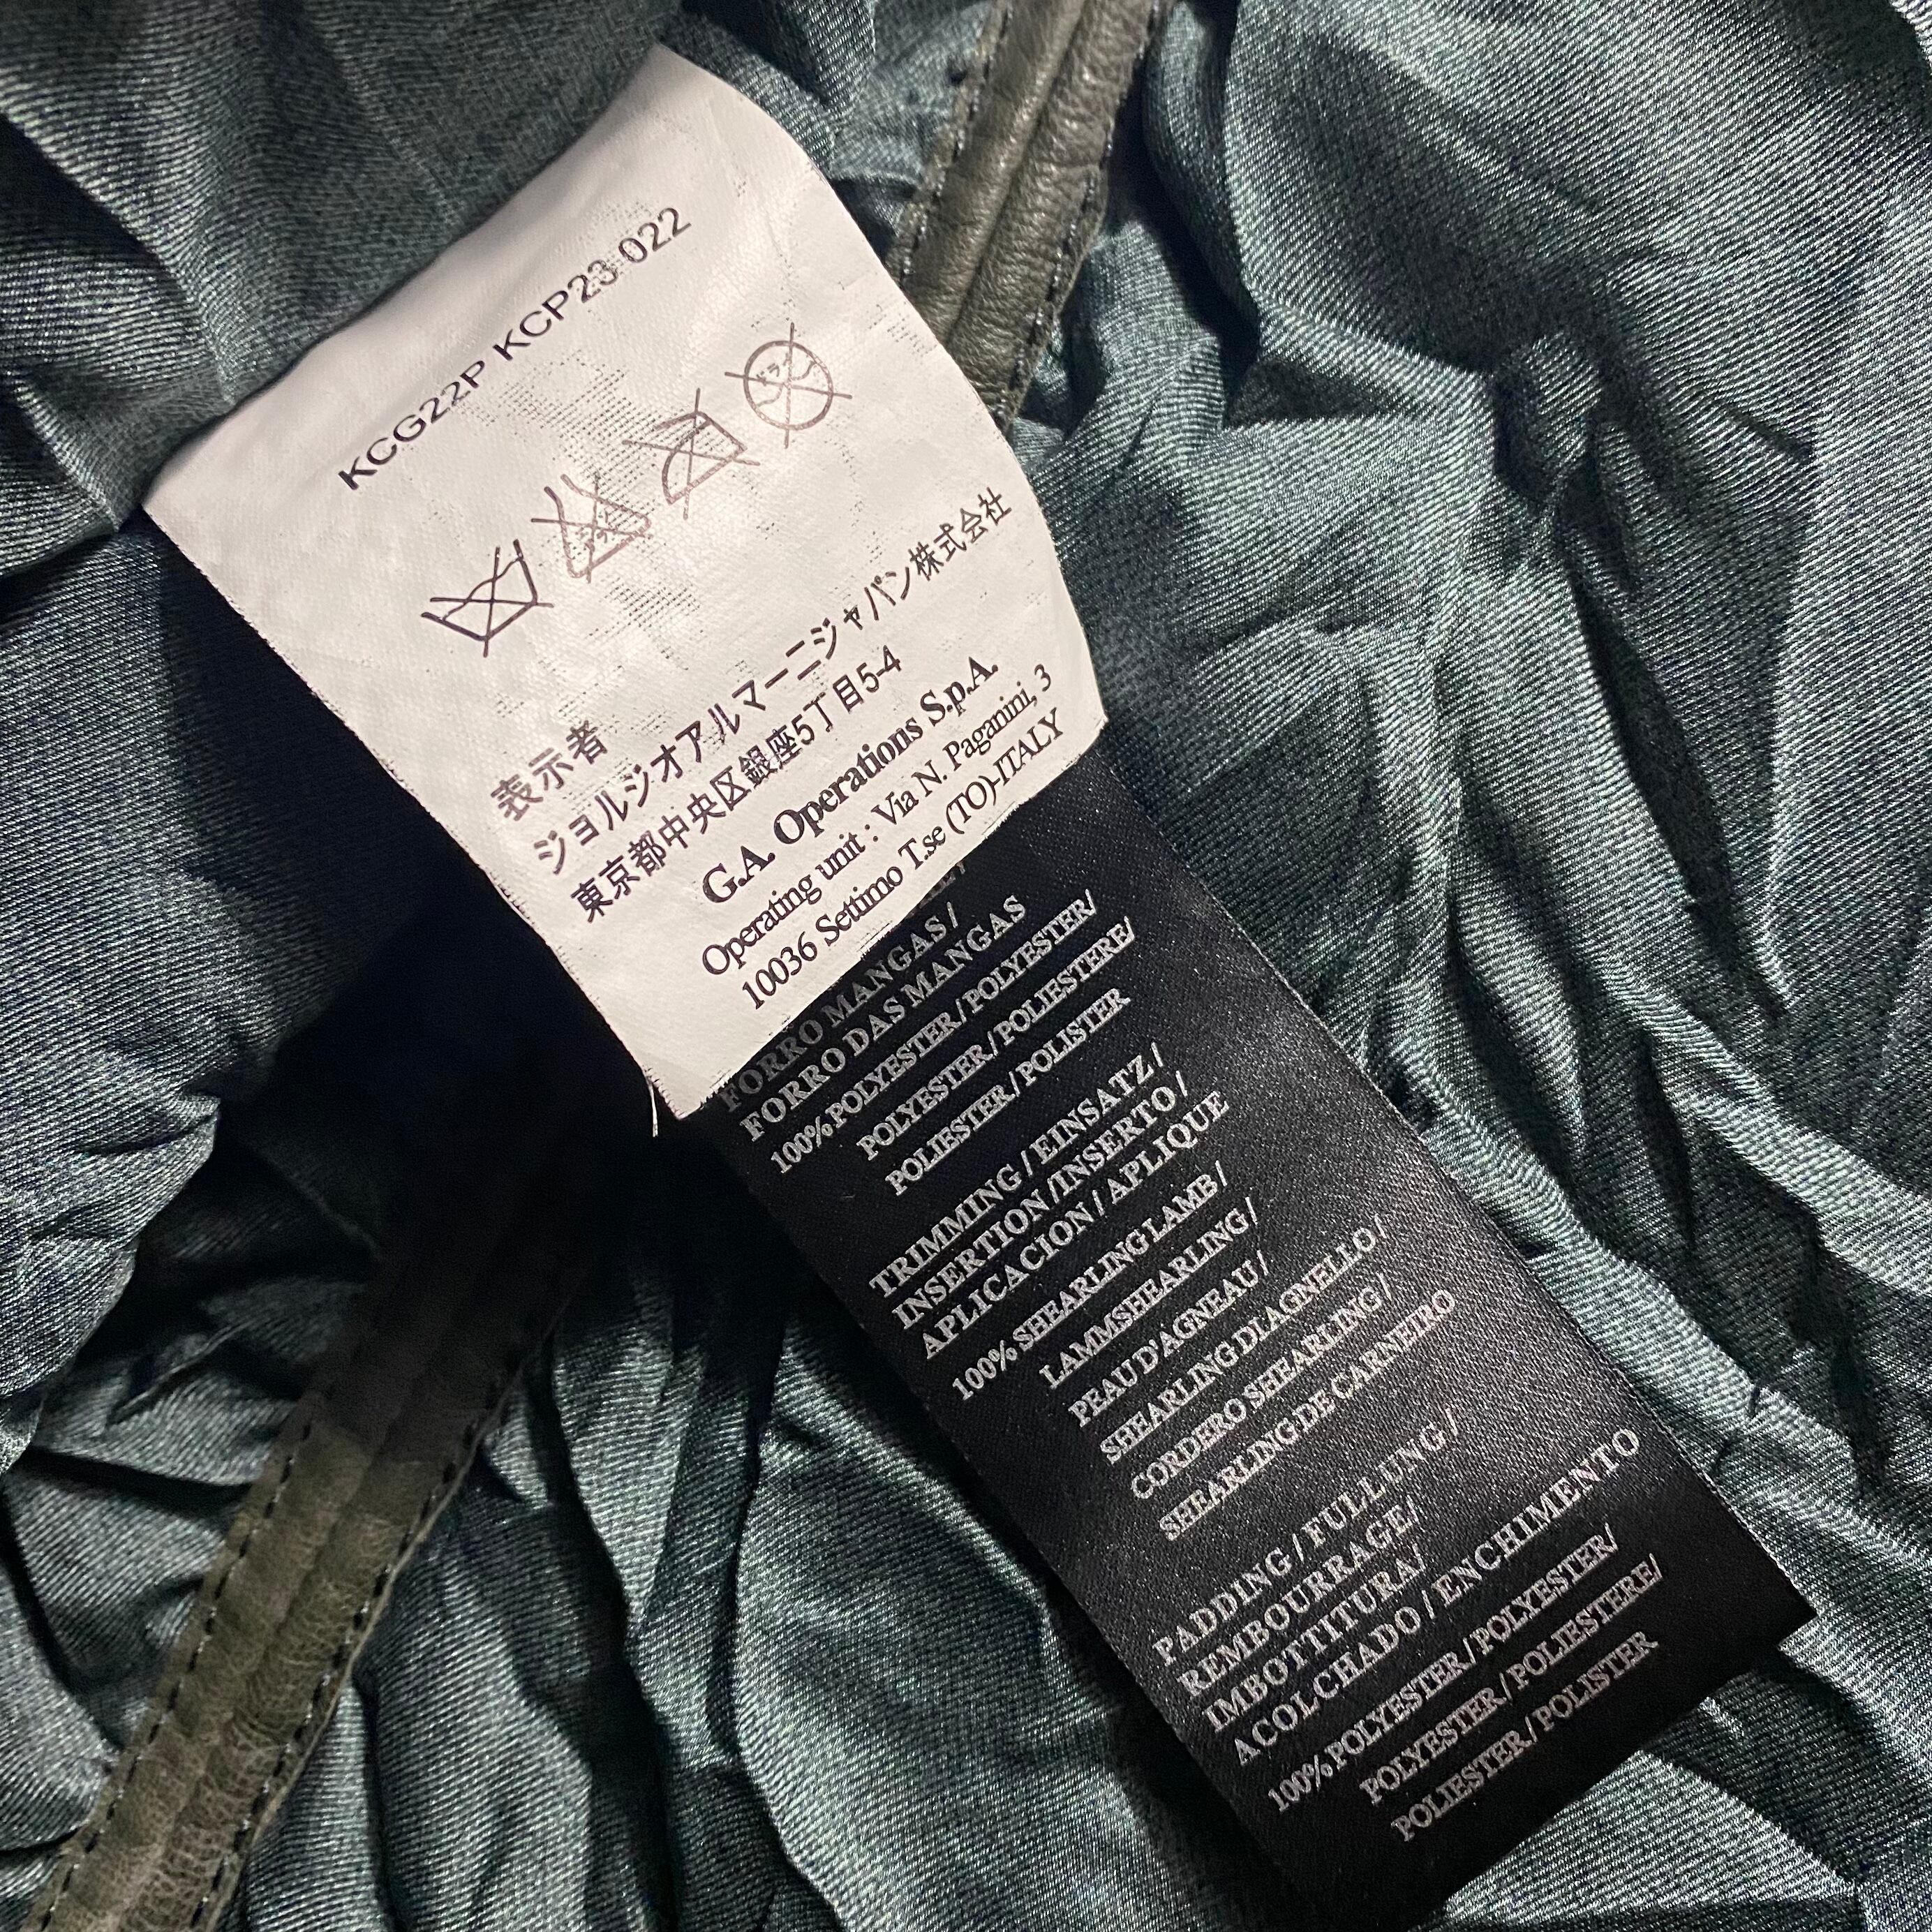 KCG22P KCP23 022
表示者
ジョルジオアルマーニジャパン株式会社
東京都中央区銀座5丁目5-4
G.A. Operations S.p.A.
Operating unit : Via N. Paganini, 3
10036 Settimo T.se (TO)-ITALY
FORRO MANGAS /
FORRO DAS MANGAS
100% POLYESTER / POLYESTER/
POLYESTER / POLIESTERE/
POLIESTER / POLISTER
TRIMMING / EINSATZ /
INSERTION /INSERTO /
APLICACION / APLIQUE
100% SHEARLING LAMB /
LAMMSHEARLING /
PEAU D'AGNEAU /
SHEARLING DI AGNELLO /
CORDERO SHEARLING /
SHEARLING DE CARNEIRO
PADDING / FULLUNG /
REMBOURRAGE/
IMBOTTITURA/
ACOLCHADO / ENCHIMENTO
100% POLYESTER / POLYESTER/
POLYESTER / POLIESTERE/
POLIESTER / POLISTER